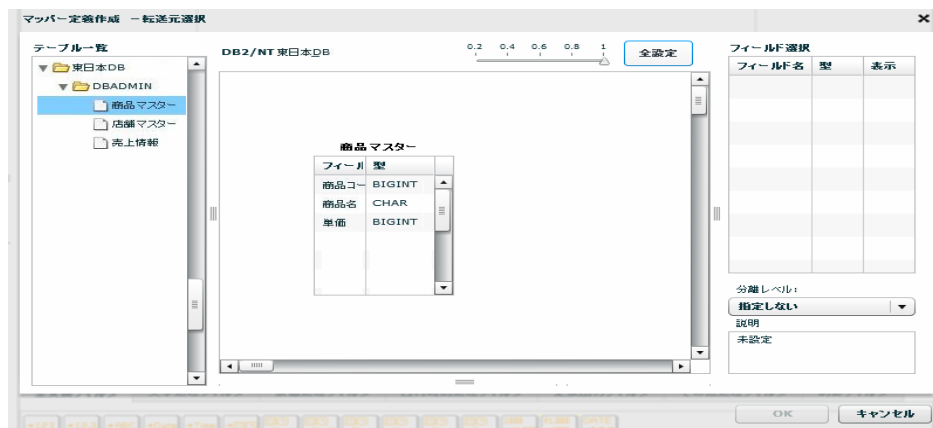 マッパー定義作成 －転送元選択
テーブル一覧
東日本DB
DBADMIN
商品マスター
店舗マスター
売上情報
DB2/NT 東日本DB
0.2 0.4 0.6 0.8 1
全設定
商品マスター
フィール 型
商品コー BIGINT
商品名 CHAR
単価 BIGINT
フィールド選択
フィールド名 型 表示
分離レベル:
指定しない
説明
未設定
OK
キャンセル